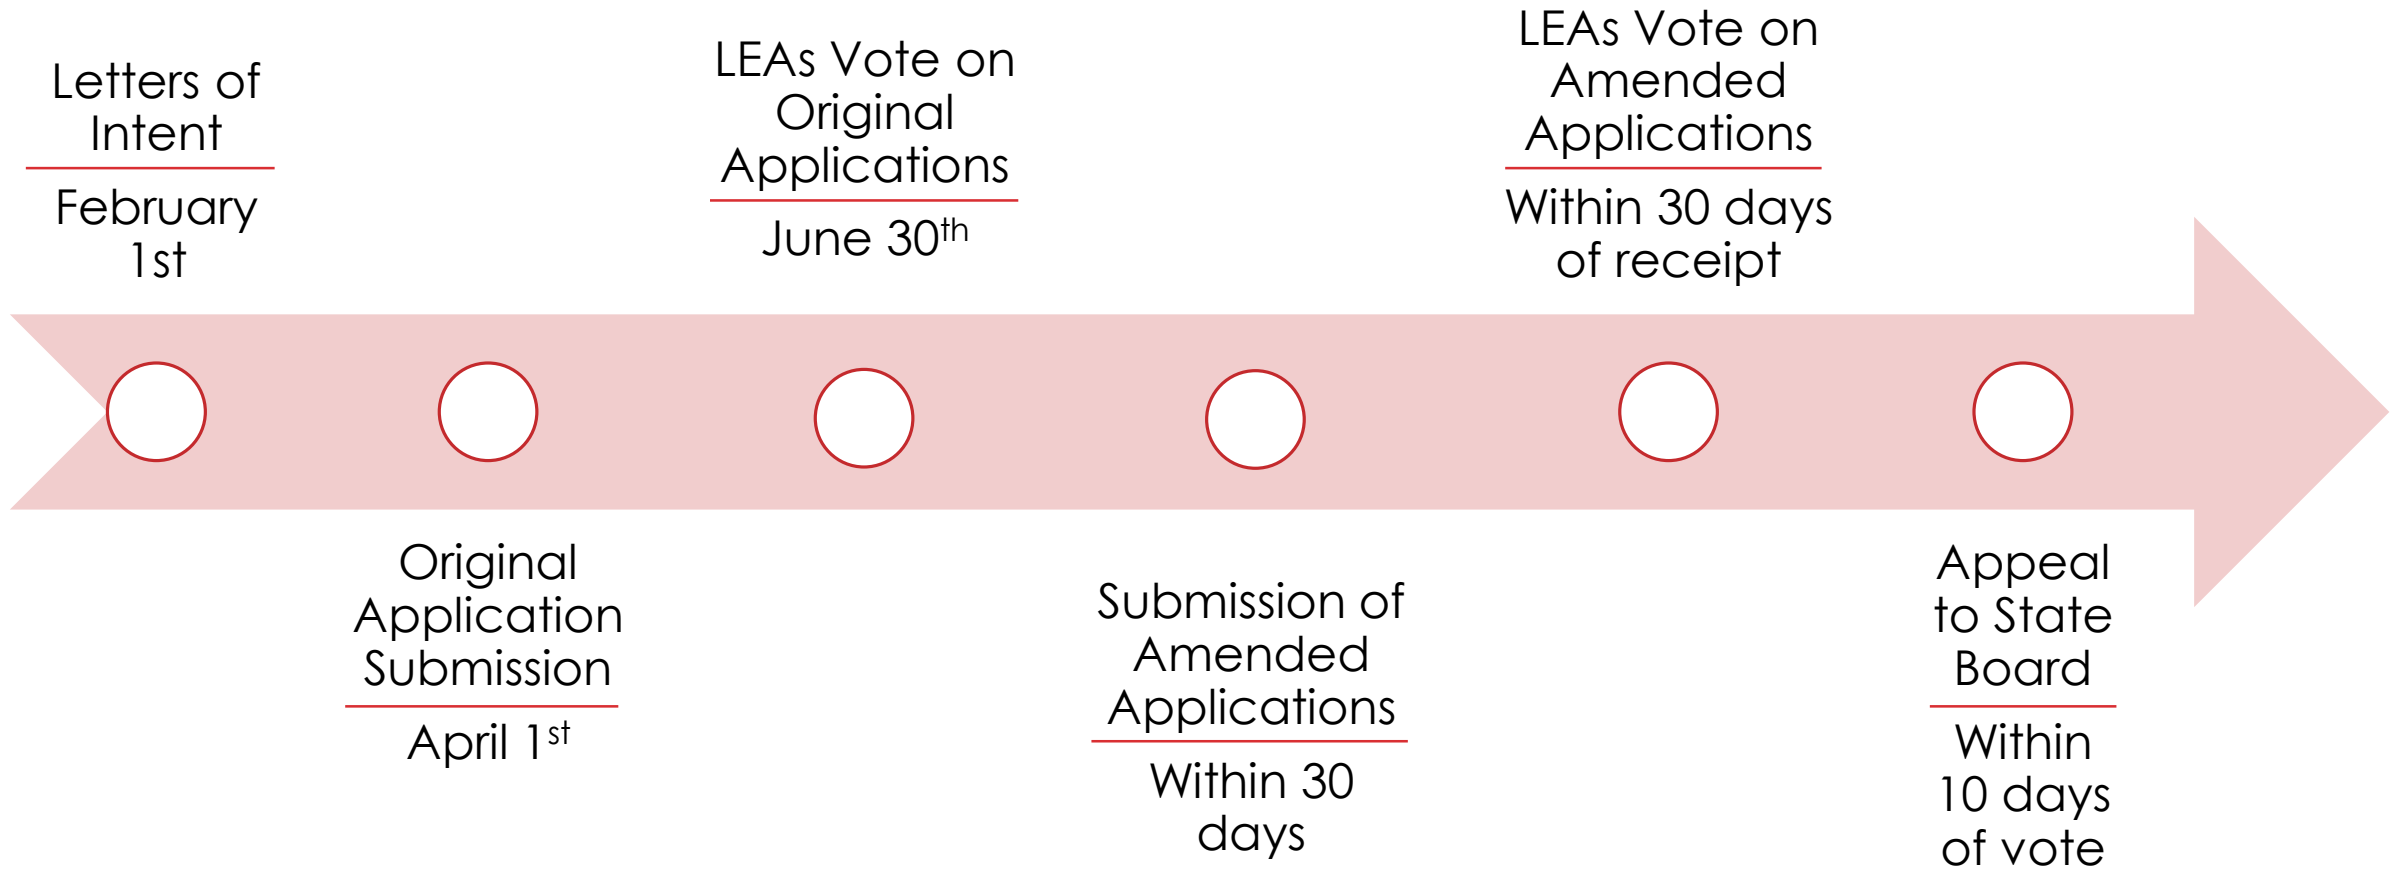 Letters of
Intent
February
1st
Original
Application
Submission
April 1st
LEAs Vote on
Original
Applications
June 30th
Submission of
Amended
Applications
Within 30
days
LEAs Vote on
Amended
Applications
Within 30 days
of receipt
Appeal
to State
Board
Within
10 days
of vote